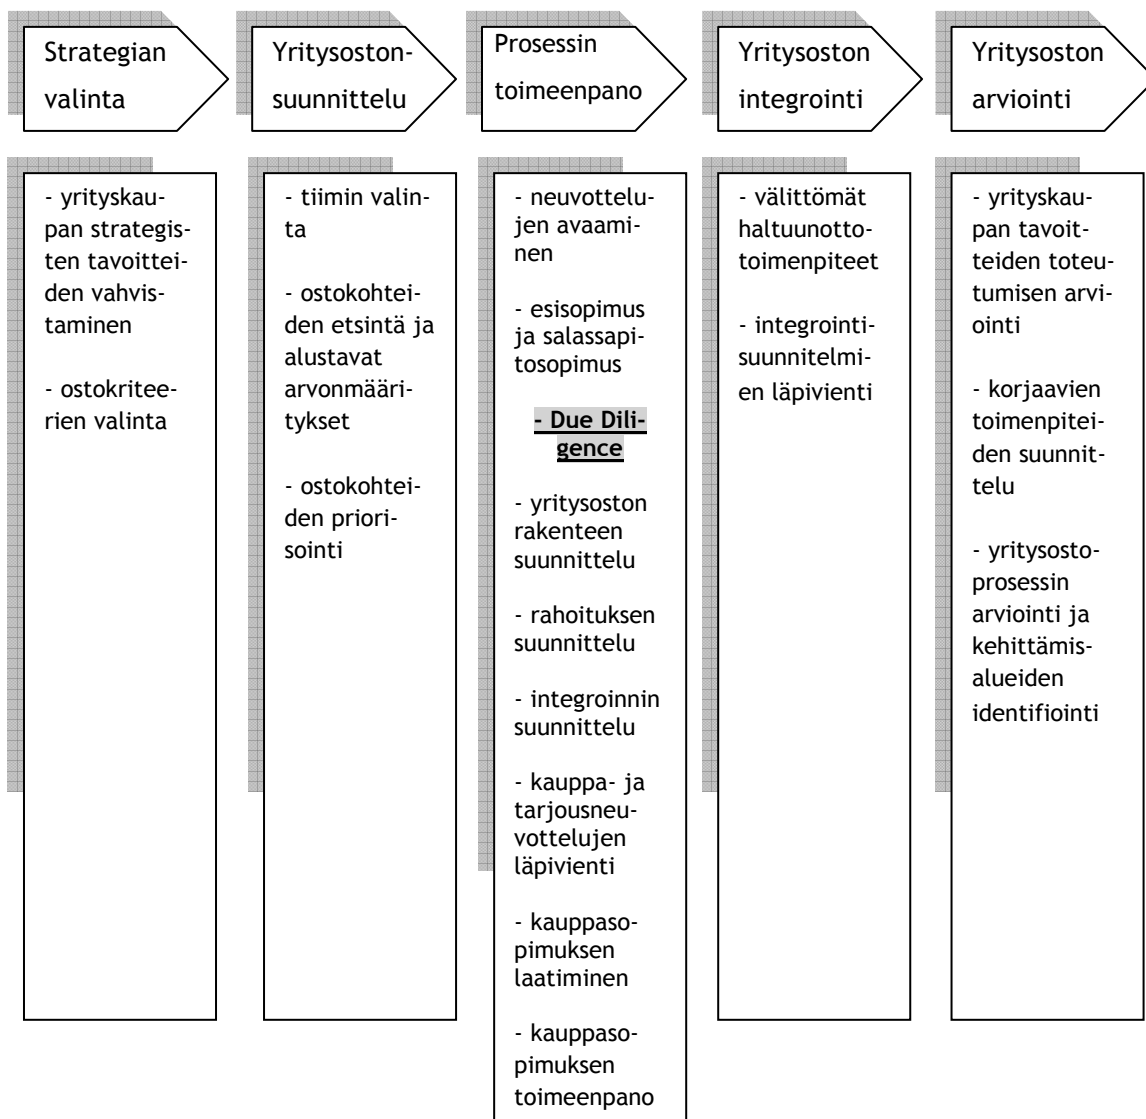 Strategian
valinta
Yritysoston-
suunnittelu
Prosessin
toimeenpano
Yritysoston
integrointi
Yritysoston
arviointi
- yrityskau-
pan strategis-
ten tavoittei-
den vahvis-
taminen
- ostokritee-
rien valinta
- tiimin valin-
ta
- ostokohtei-
den etsintä ja
alustavat
arvonmääri-
tykset
- ostokohtei-
den priori-
sointi
- neuvottelu-
jen avaami-
nen
- esisopimus
ja salassapi-
tosopimus
- Due Dili-
gence
- yritysoston
rakenteen
suunnittelu
- rahoituksen
suunnittelu
- integroinnin
suunnittelu
- kauppa- ja
tarjousneu-
vottelujen
läpivienti
- kauppaso-
pimuksen
laatiminen
- kauppaso-
pimuksen
toimeenpano
- välittömät
haltuunotto-
toimenpiteet
- integrointi-
suunnitelmi-
en läpivienti
- yrityskau-
pan tavoit-
teiden toteu-
tumisen arvi-
ointi
- korjaavien
toimenpitei-
den suunnit-
telu
- yritysosto-
prosessin
arviointi ja
kehittämis-
alueiden
identifiointi